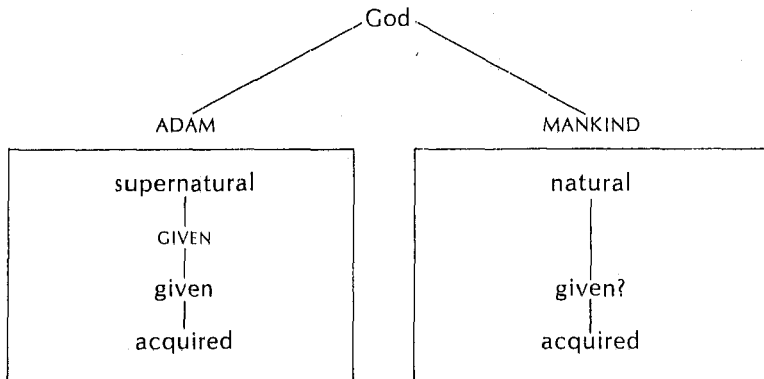 God
ADAM MANKIND
supernatural natural
GIVEN
given given?
acquired acquired